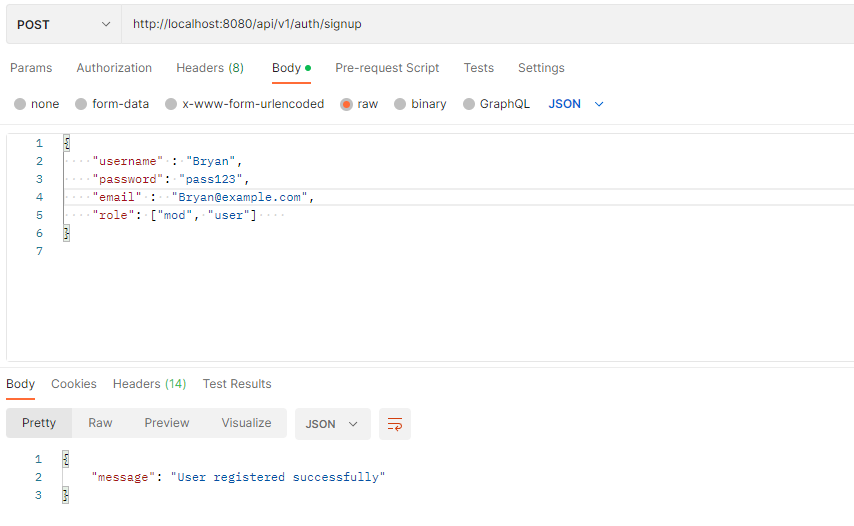 POST http://localhost:8080/api/v1/auth/signup
Params Authorization Headers (8) Body Pre-request Script Tests Settings
none form-data x-www-form-urlencoded raw binary GraphQL JSON
1 {
2 "username" : "Bryan",
3 "password": "pass123",
4 "email" : "Bryan@example.com",
5 "role": ["mod", "user"]
6 }
7
Body Cookies Headers (14) Test Results
Pretty Raw Preview Visualize JSON
1 {
2 "message": "User registered successfully"
3 }